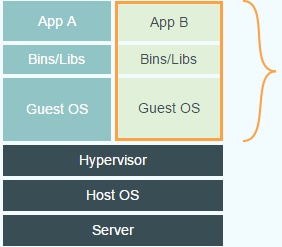 App A
App B
Bins/Libs
Bins/Libs
Guest OS
Guest OS
Hypervisor
Host OS
Server